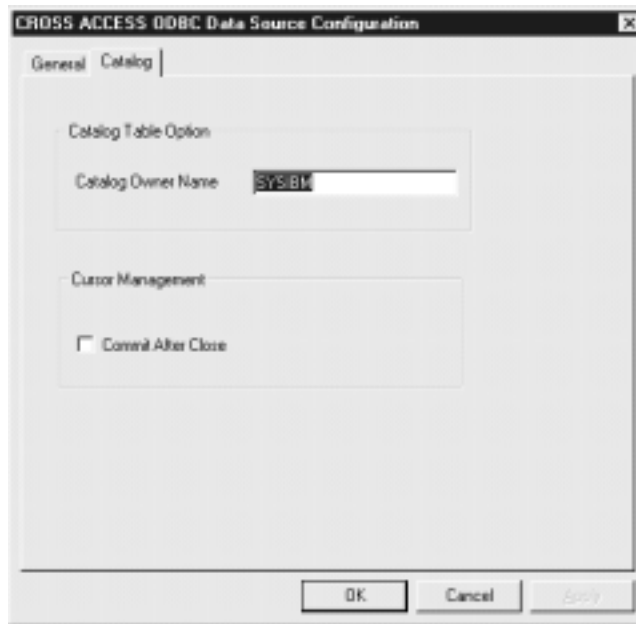 CROSS ACCESS ODBC Data Source Configuration
General Catalog
Catalog Table Option
Catalog Owner Name SYSIBM
Cursor Management
Commit After Close
OK Cancel Apply